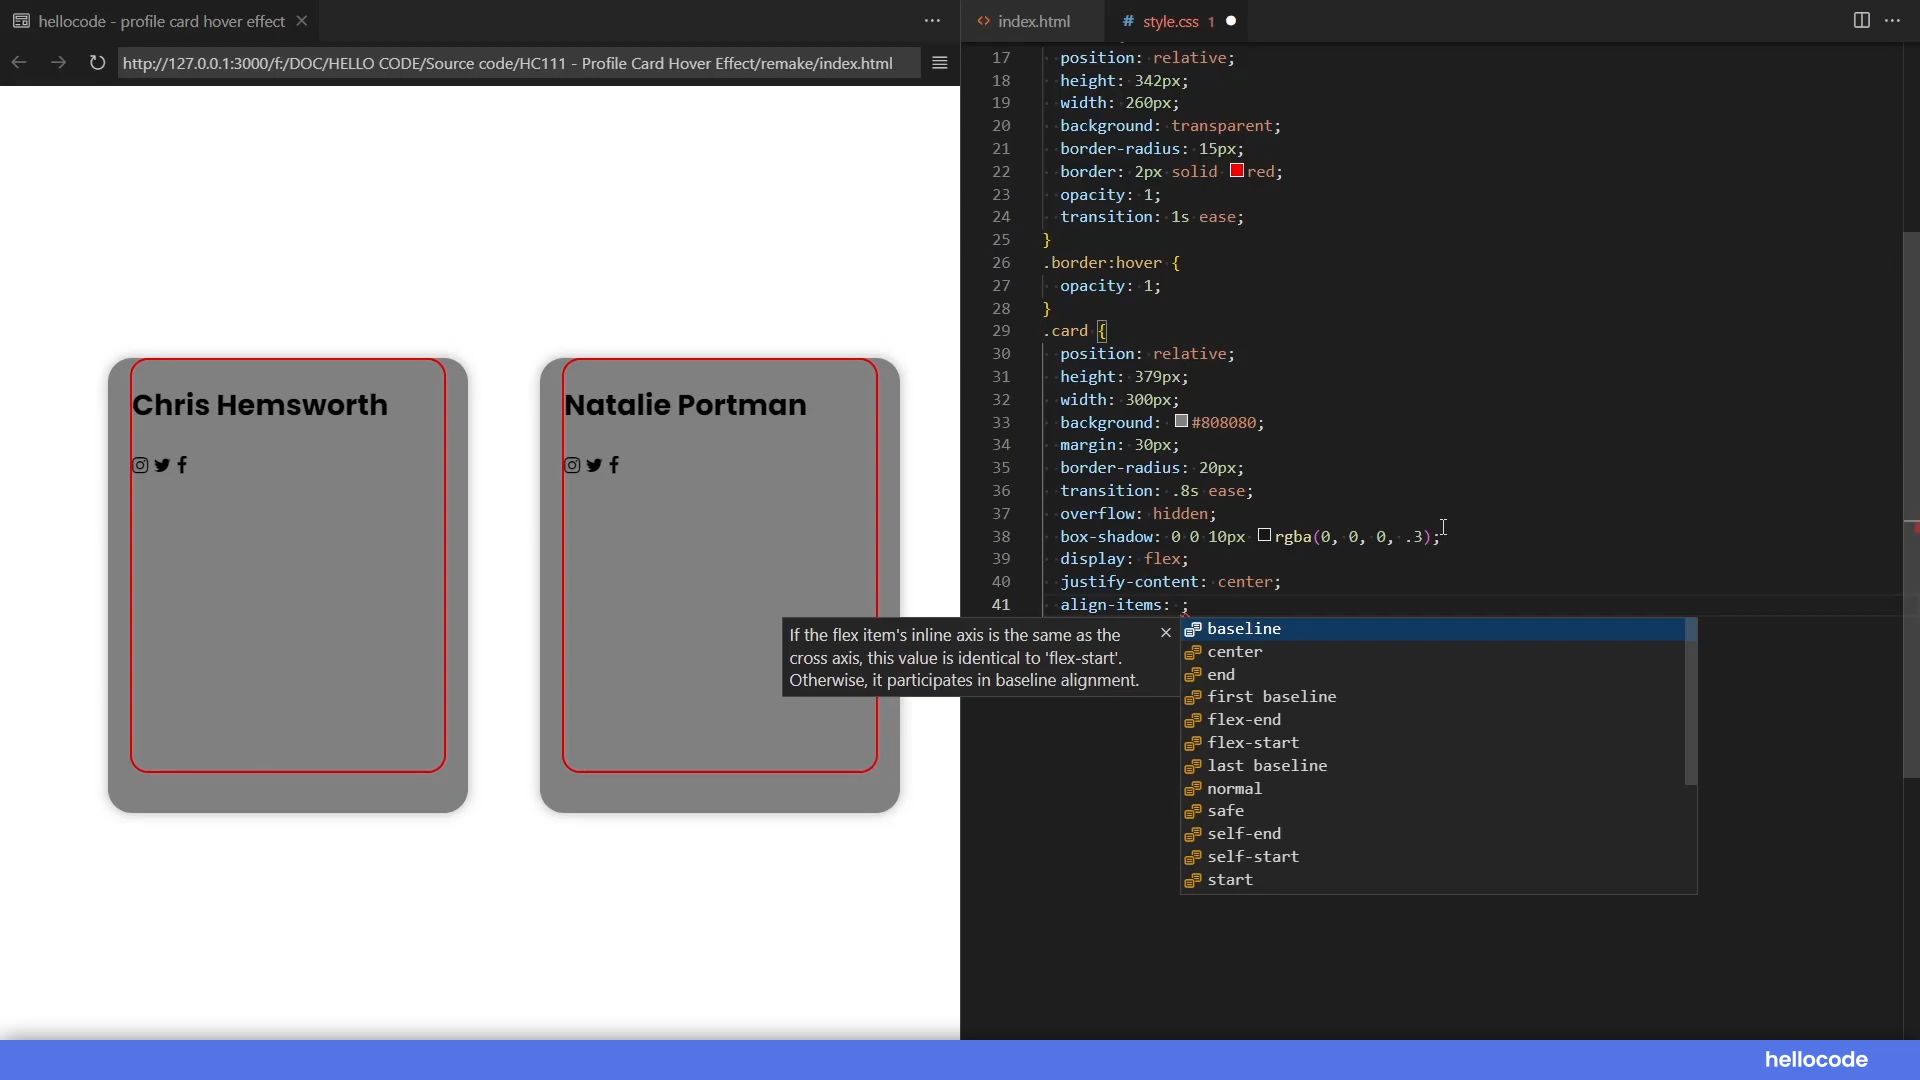 hellocode - profile card hover effect
http://127.0.0.1:3000/f:/DOC/HELLO CODE/Source code/HC111 - Profile Card Hover Effect/remake/index.html
Chris Hemsworth
Natalie Portman
index.html
# style.css 1
17 position: relative;
18 height: 342px;
19 width: 260px;
20 background: transparent;
21 border-radius: 15px;
22 border: 2px solid red;
23 opacity: 1;
24 transition: 1s ease;
25 }
26 .border:hover {
27 opacity: 1;
28 }
29 .card {
30 position: relative;
31 height: 379px;
32 width: 300px;
33 background: #808080;
34 margin: 30px;
35 border-radius: 20px;
36 transition: .8s ease;
37 overflow: hidden;
38 box-shadow: 0 0 10px rgba(0, 0, 0, .3);
39 display: flex;
40 justify-content: center;
41 align-items: ;
If the flex item's inline axis is the same as the
cross axis, this value is identical to 'flex-start'.
Otherwise, it participates in baseline alignment.
baseline
center
end
first baseline
flex-end
flex-start
last baseline
normal
safe
self-end
self-start
start
hellocode